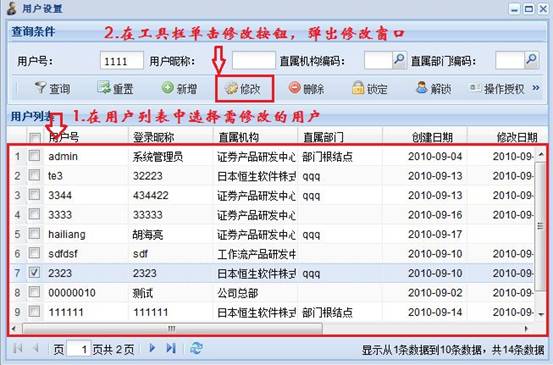 用户设置
查询条件
2.在工具栏单击修改按钮，弹出修改窗口
用户号： 1111 用户昵称： 直属机构编码： 直属部门编码：
查询 重置 新增 修改 删除 锁定 解锁 操作授权 »
用户列表 1.在用户列表中选择需修改的用户
用户号 登录昵称 直属机构 直属部门 创建日期 修改日期
1 admin 系统管理员 证券产品研发中心 部门根结点 2010-09-04 2010-09-
2 te3 32223 日本恒生软件株式 qqq 2010-09-13 2010-09-
3 3344 434422 证券产品研发中心 qqq 2010-09-13 2010-09-
4 3333 33333 证券产品研发中心 2010-09-16 2010-09-
5 hailiang 胡海亮 证券产品研发中心 qqq 2010-09-17
6 sdfdsf sdf 工作流产品研发中 2010-09-10 2010-09-
7 2323 2323 日本恒生软件株式 qqq 2010-09-10 2010-09-
8 00000010 测试 公司总部 2010-09-02 2010-09-
9 111111 111111 日本恒生软件株式 部门根结点 2010-09-14 2010-09-
页 1 页共 2 页 显示从1条数据到10条数据，共14条数据